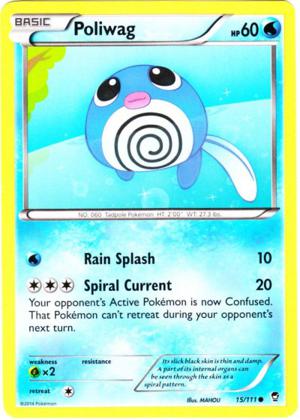 BASIC
Poliwag
HP60
NO. 060 Tadpole Pokémon HT: 2'00" WT: 27.3 lbs.
Rain Splash 10
Spiral Current 20
Your opponent's Active Pokémon is now Confused.
That Pokémon can't retreat during your opponent's
next turn.
weakness resistance
×2
retreat
Its slick black skin is thin and damp.
A part of its internal organs can
be seen through the skin as a
spiral pattern.
Illus. MAHOU
15/111
©2014 Pokémon